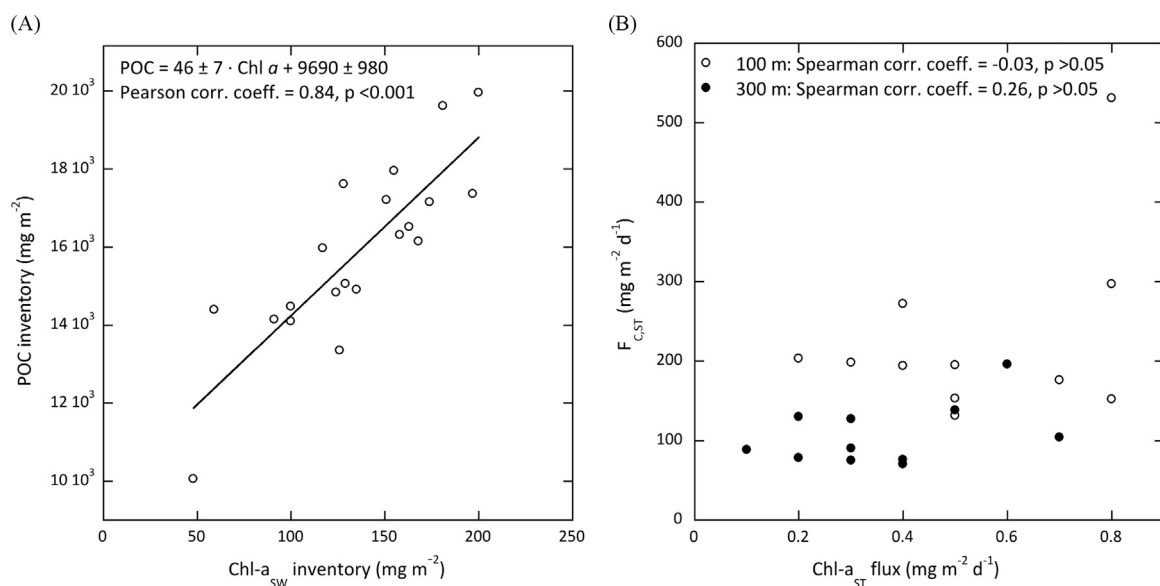 (A)
POC = 46 ± 7 · Chl a + 9690 ± 980
Pearson corr. coeff. = 0.84, p <0.001
20 10³
18 10³
16 10³
14 10³
12 10³
10 10³
POC inventory (mg m⁻²)
0 50 100 150 200 250
Chl-a_SW inventory (mg m⁻²)
(B)
100 m: Spearman corr. coeff. = -0.03, p >0.05
300 m: Spearman corr. coeff. = 0.26, p >0.05
600
500
400
300
200
100
0
F_C,ST (mg m⁻² d⁻¹)
0 0.2 0.4 0.6 0.8
Chl-a_ST flux (mg m⁻² d⁻¹)